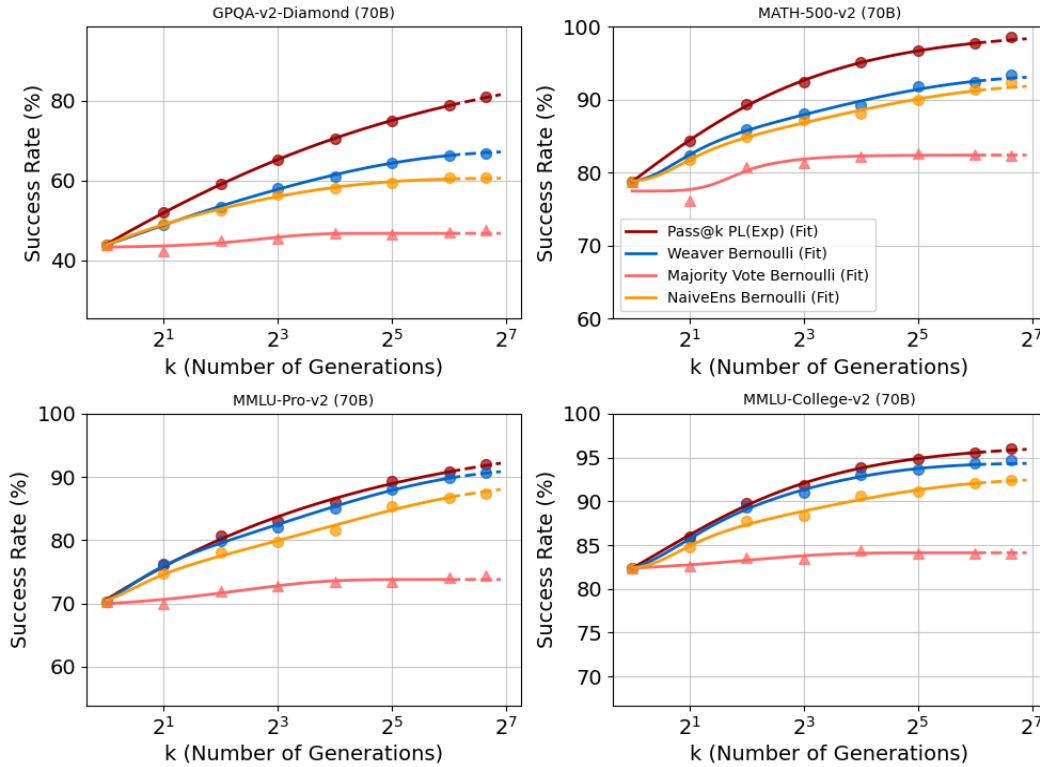 GPQA-v2-Diamond (70B)
Success Rate (%)
80
60
40
2^1
2^3
2^5
2^7
k (Number of Generations)
MATH-500-v2 (70B)
Success Rate (%)
100
90
80
70
60
Pass@k PL(Exp) (Fit)
Weaver Bernoulli (Fit)
Majority Vote Bernoulli (Fit)
NaiveEns Bernoulli (Fit)
2^1
2^3
2^5
2^7
k (Number of Generations)
MMLU-Pro-v2 (70B)
Success Rate (%)
100
90
80
70
60
2^1
2^3
2^5
2^7
k (Number of Generations)
MMLU-College-v2 (70B)
Success Rate (%)
100
95
90
85
80
75
70
2^1
2^3
2^5
2^7
k (Number of Generations)